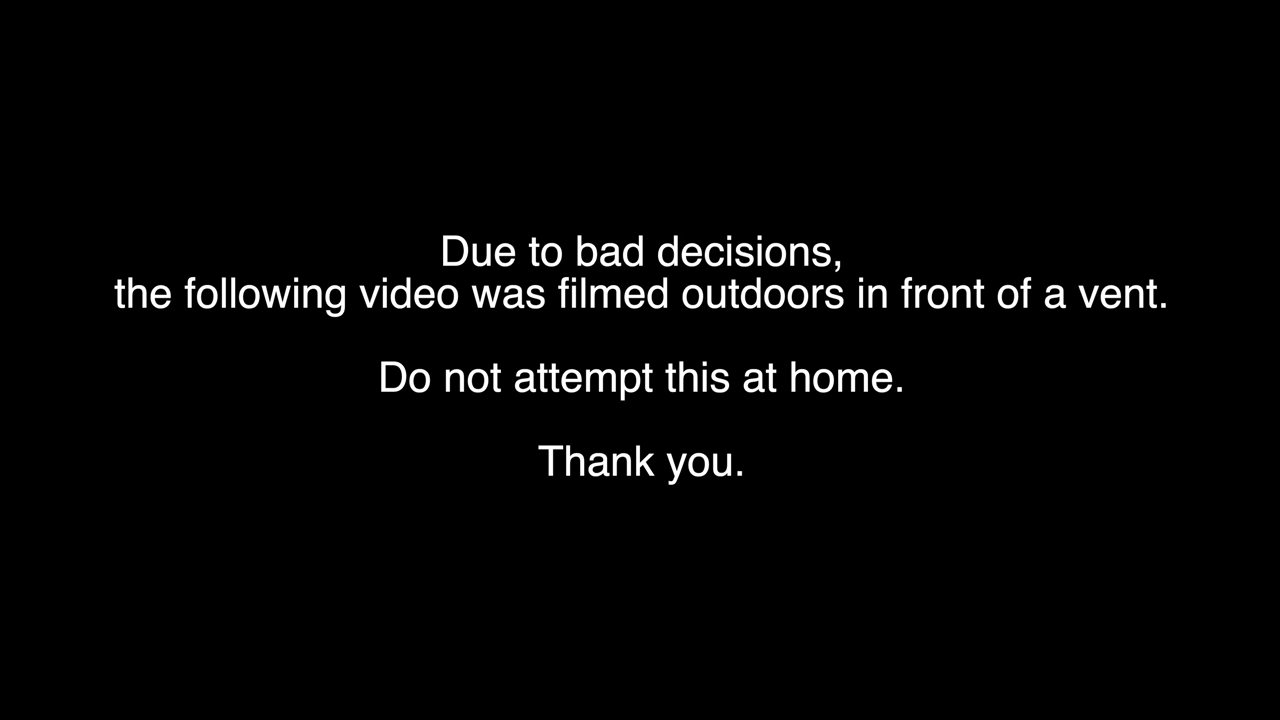 Due to bad decisions,
the following video was filmed outdoors in front of a vent.
Do not attempt this at home.
Thank you.